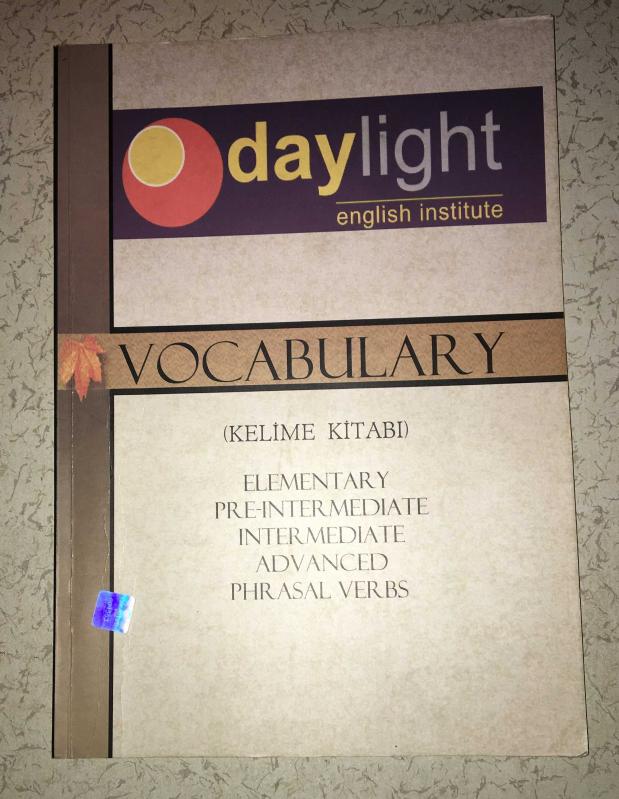 daylight
english institute
VOCABULARY
(KELİME KİTABI)
ELEMENTARY
PRE-INTERMEDIATE
INTERMEDIATE
ADVANCED
PHRASAL VERBS